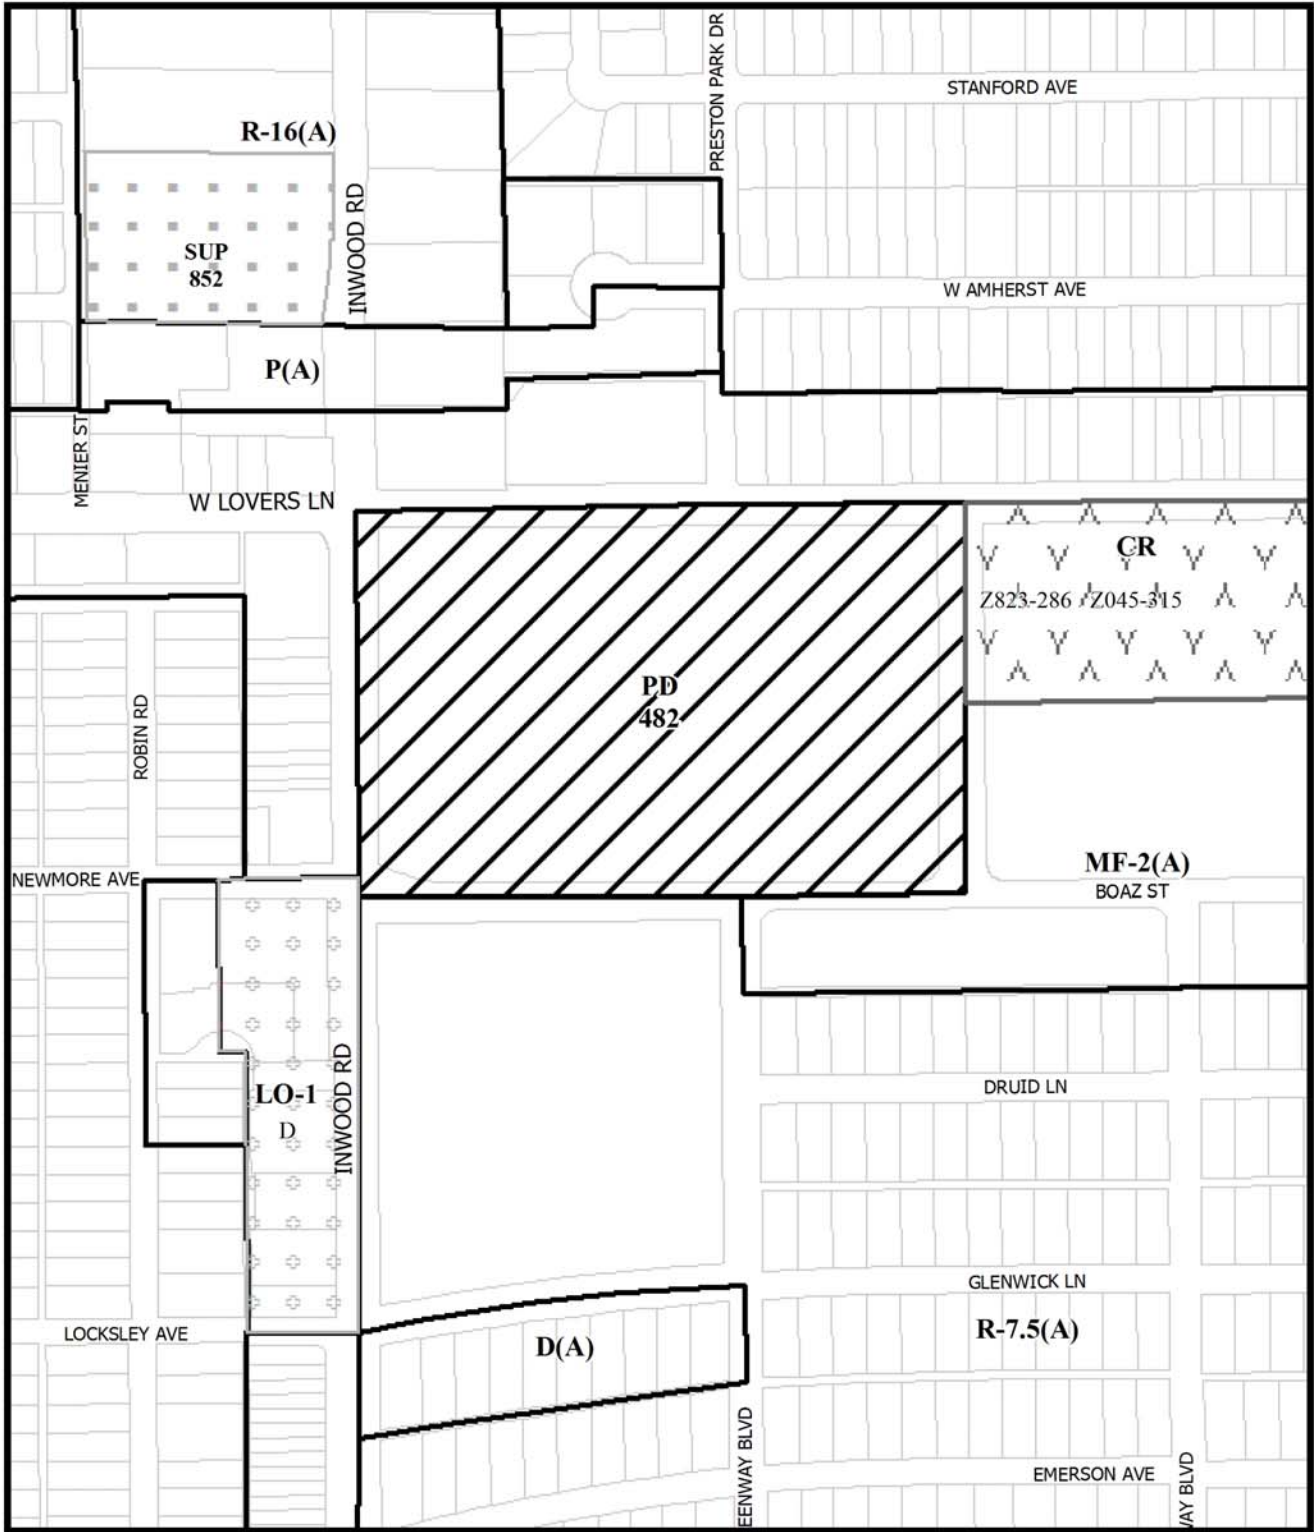 PRESTON PARK DR
STANFORD AVE
R-16(A)
INWOOD RD
SUP
852
W AMHERST AVE
P(A)
MENIER ST
W LOVERS LN
CR
Z823-286
Z045-315
PD
482
ROBIN RD
MF-2(A)
NEWMORE AVE
BOAZ ST
LO-1
D
INWOOD RD
DRUID LN
GLENWICK LN
R-7.5(A)
LOCKSLEY AVE
D(A)
EENWAY BLVD
EMERSON AVE
AY BLVD